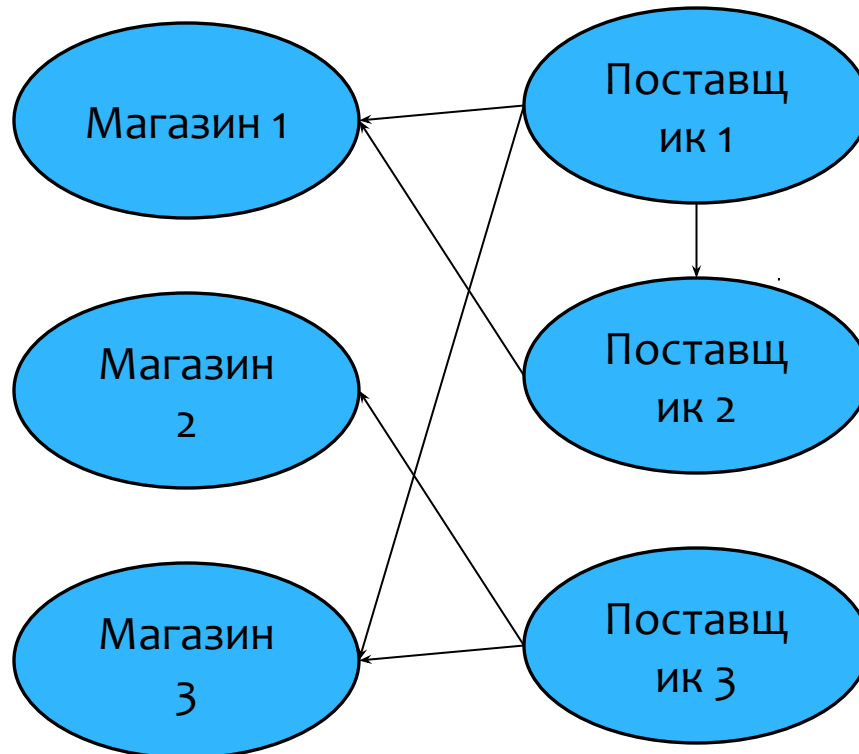 Магазин 1
Поставщ
ик 1
Магазин
2
Поставщ
ик 2
Магазин
3
Поставщ
ик 3